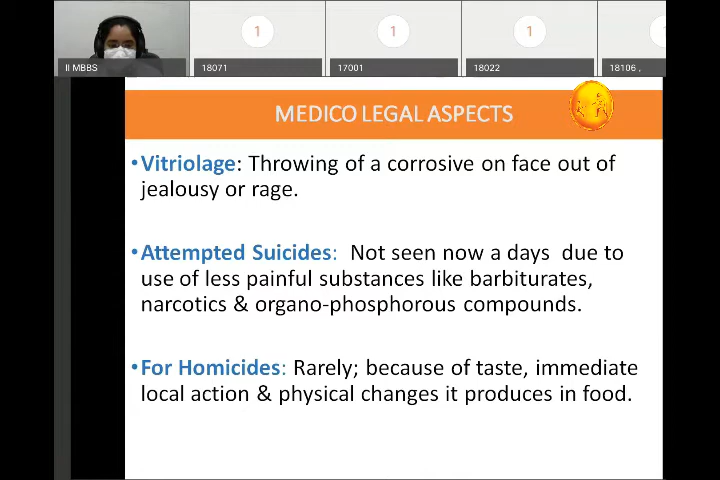 1
1
1
1
II MBBS
18071
17001
18022
18106 ,
MEDICO LEGAL ASPECTS
•Vitriolage: Throwing of a corrosive on face out of
jealousy or rage.
•Attempted Suicides: Not seen now a days due to
use of less painful substances like barbiturates,
narcotics & organo-phosphorous compounds.
•For Homicides: Rarely; because of taste, immediate
local action & physical changes it produces in food.